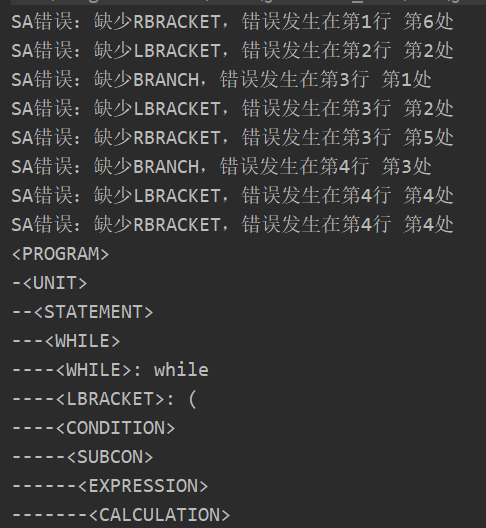 SA错误：缺少RBRACKET，错误发生在第1行 第6处
SA错误：缺少LBRACKET，错误发生在第2行 第2处
SA错误：缺少BRANCH，错误发生在第3行 第1处
SA错误：缺少LBRACKET，错误发生在第3行 第2处
SA错误：缺少RBRACKET，错误发生在第3行 第5处
SA错误：缺少BRANCH，错误发生在第4行 第3处
SA错误：缺少LBRACKET，错误发生在第4行 第4处
SA错误：缺少RBRACKET，错误发生在第4行 第4处
<PROGRAM>
-<UNIT>
--<STATEMENT>
---<WHILE>
----<WHILE>: while
----<LBRACKET>: (
----<CONDITION>
-----<SUBCON>
------<EXPRESSION>
-------<CALCULATION>